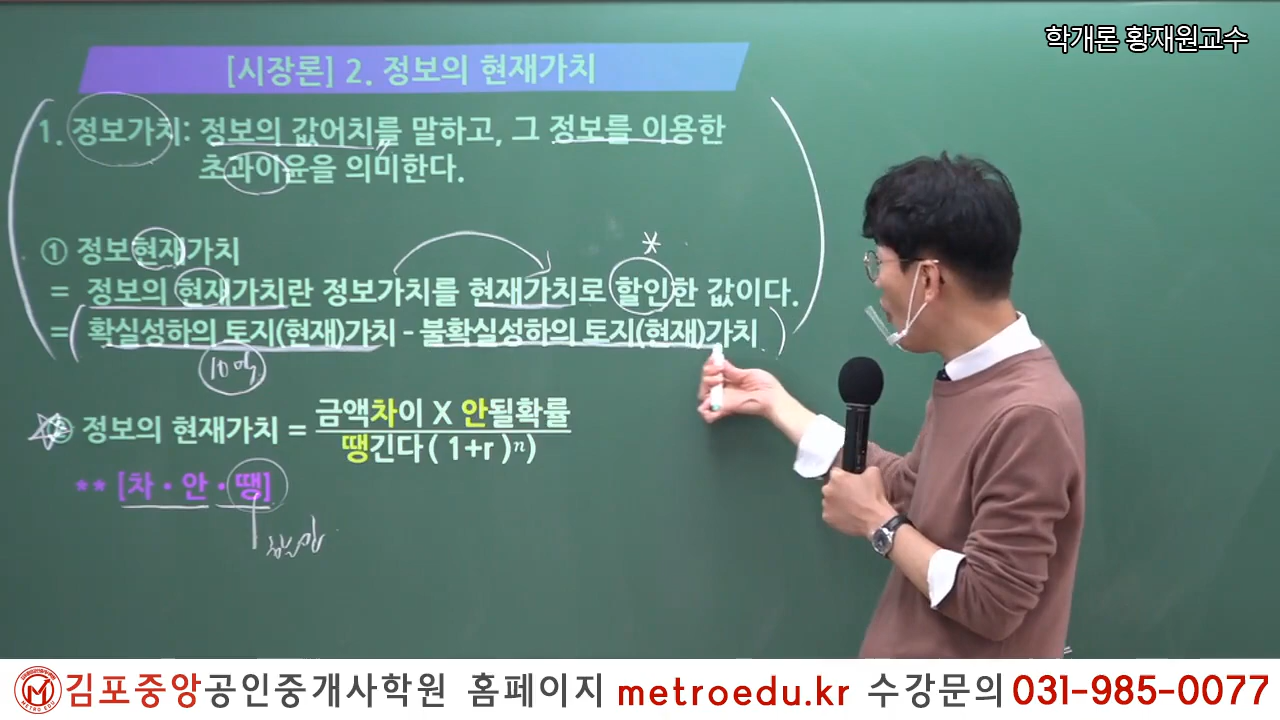 학개론 황재원교수
[시장론] 2. 정보의 현재가치
1. 정보가치: 정보의 값어치를 말하고, 그 정보를 이용한
초과이윤을 의미한다.
① 정보현재가치
= 정보의 현재가치란 정보가치를 현재가치로 할인한 값이다.
= 확실성하의 토지(현재)가치 - 불확실성하의 토지(현재)가치
10억
② 정보의 현재가치 = 금액차이 X 안될확률
땡긴다 ( 1+r )ⁿ)
** [차 · 안 · 땡]
METRO EDU
김포중앙공인중개사학원 홈페이지 metroedu.kr 수강문의 031-985-0077